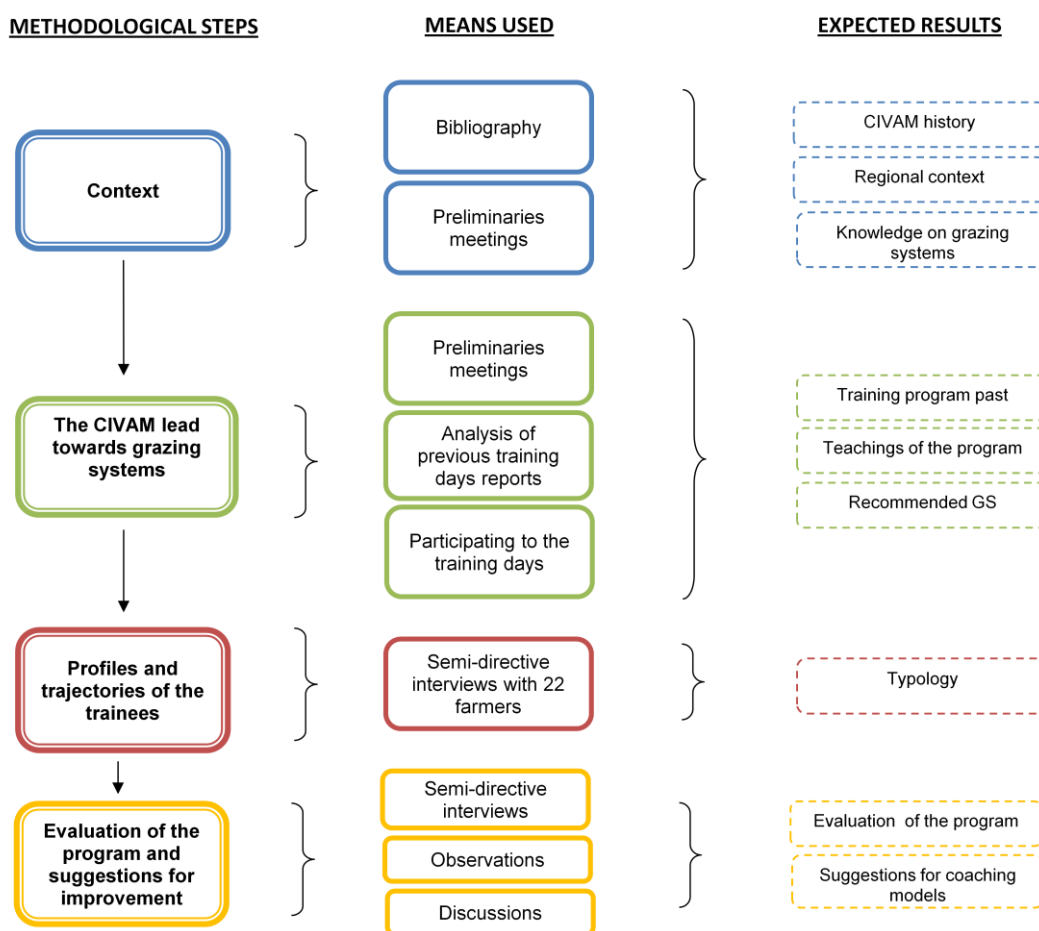 METHODOLOGICAL STEPS
MEANS USED
EXPECTED RESULTS
Context
Bibliography
Preliminaries
meetings
CIVAM history
Regional context
Knowledge on grazing
systems
The CIVAM lead
towards grazing
systems
Preliminaries
meetings
Analysis of
previous training
days reports
Participating to the
training days
Training program past
Teachings of the program
Recommended GS
Profiles and
trajectories of the
trainees
Semi-directive
interviews with 22
farmers
Typology
Evaluation of the
program and
suggestions for
improvement
Semi-directive
interviews
Observations
Discussions
Evaluation of the program
Suggestions for coaching
models